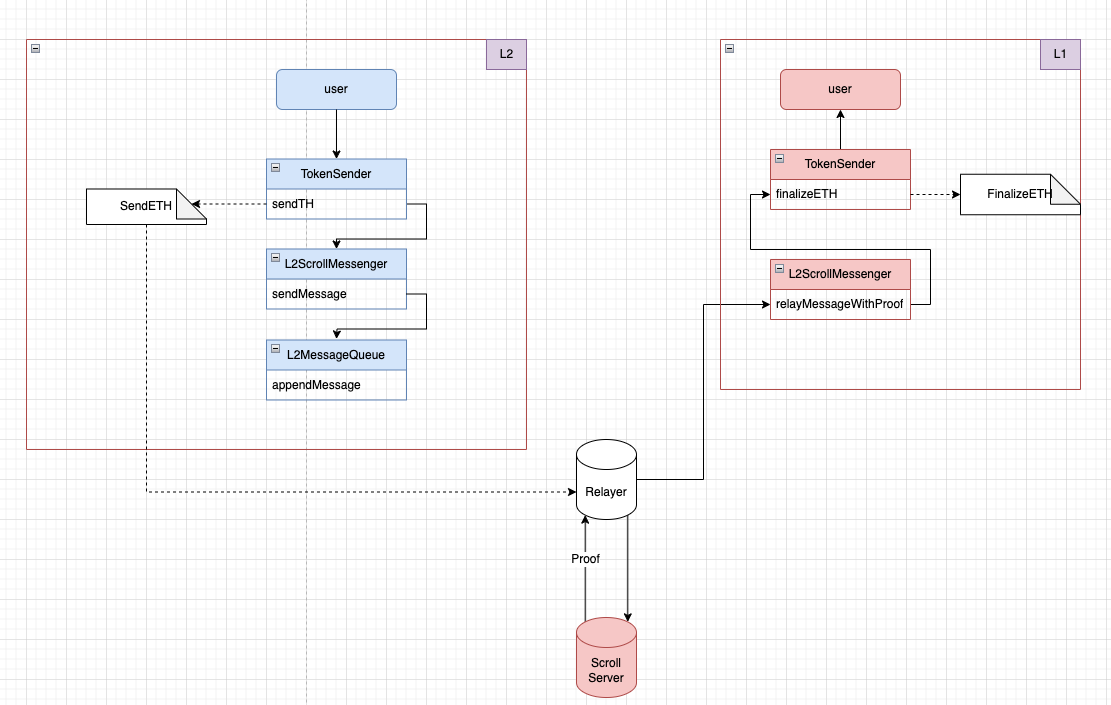 L2
user
TokenSender
sendTH
SendETH
L2ScrollMessenger
sendMessage
L2MessageQueue
appendMessage
L1
user
TokenSender
finalizeETH
FinalizeETH
L2ScrollMessenger
relayMessageWithProof
Relayer
Proof
Scroll
Server